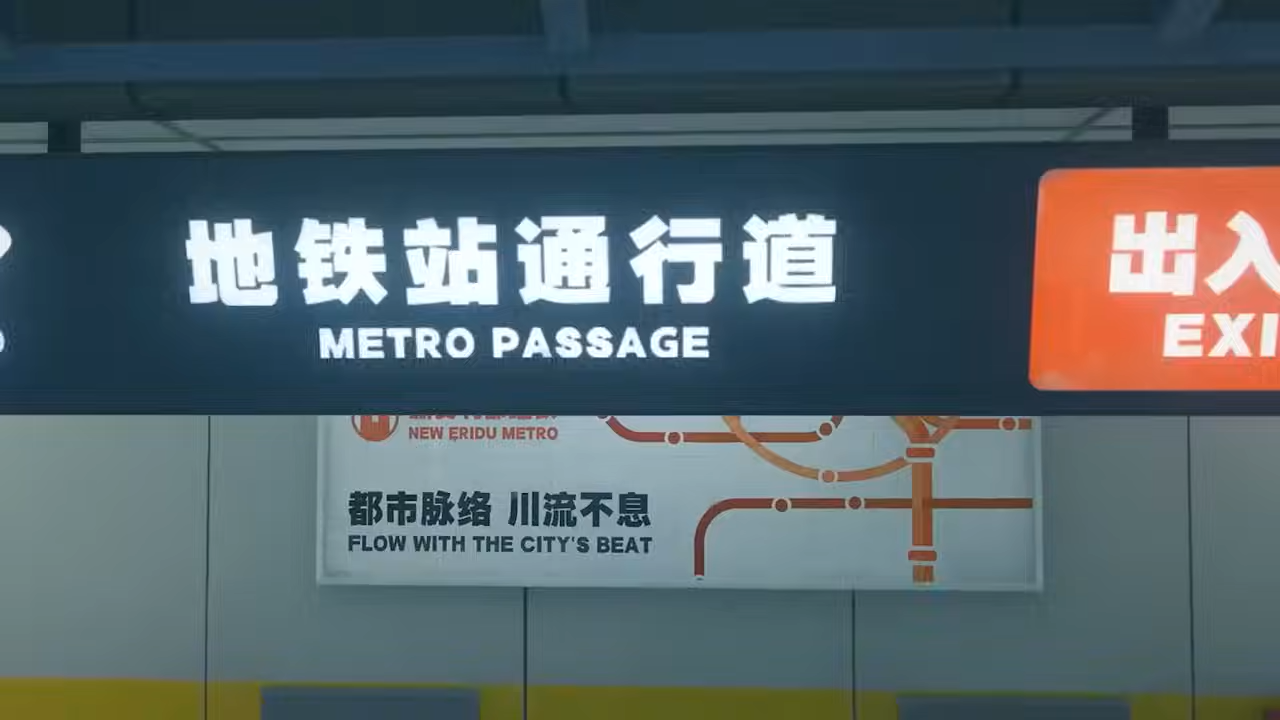 地铁站通行道
METRO PASSAGE
出入
EXI
NEW ERIDU METRO
都市脉络 川流不息
FLOW WITH THE CITY'S BEAT